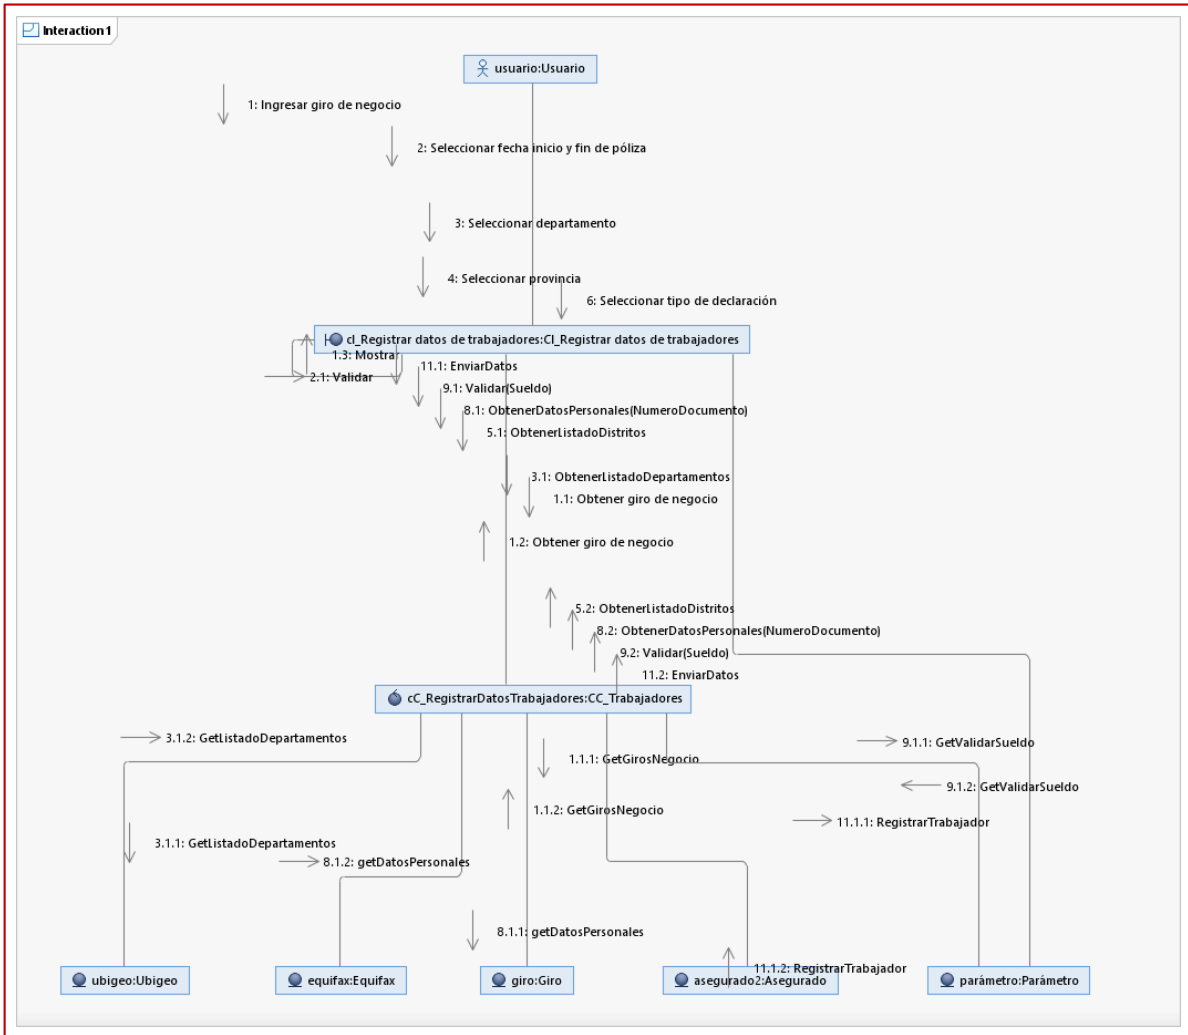 Interaction1
usuario:Usuario
1: Ingresar giro de negocio
2: Seleccionar fecha inicio y fin de póliza
3: Seleccionar departamento
4: Seleccionar provincia
6: Seleccionar tipo de declaración
cI_Registrar datos de trabajadores:CI_Registrar datos de trabajadores
1.3: Mostrar
11.1: EnviarDatos
2.1: Validar
9.1: Validar(Sueldo)
8.1: ObtenerDatosPersonales(NumeroDocumento)
5.1: ObtenerListadoDistritos
3.1: ObtenerListadoDepartamentos
1.1: Obtener giro de negocio
1.2: Obtener giro de negocio
5.2: ObtenerListadoDistritos
8.2: ObtenerDatosPersonales(NumeroDocumento)
9.2: Validar(Sueldo)
11.2: EnviarDatos
cC_RegistrarDatosTrabajadores:CC_Trabajadores
3.1.2: GetListadoDepartamentos
9.1.1: GetValidarSueldo
1.1.1: GetGirosNegocio
9.1.2: GetValidarSueldo
1.1.2: GetGirosNegocio
11.1.1: RegistrarTrabajador
3.1.1: GetListadoDepartamentos
8.1.2: getDatosPersonales
8.1.1: getDatosPersonales
11.1.2: RegistrarTrabajador
ubigeo:Ubigeo
equifax:Equifax
giro:Giro
asegurado2:Asegurado
parámetro:Parámetro